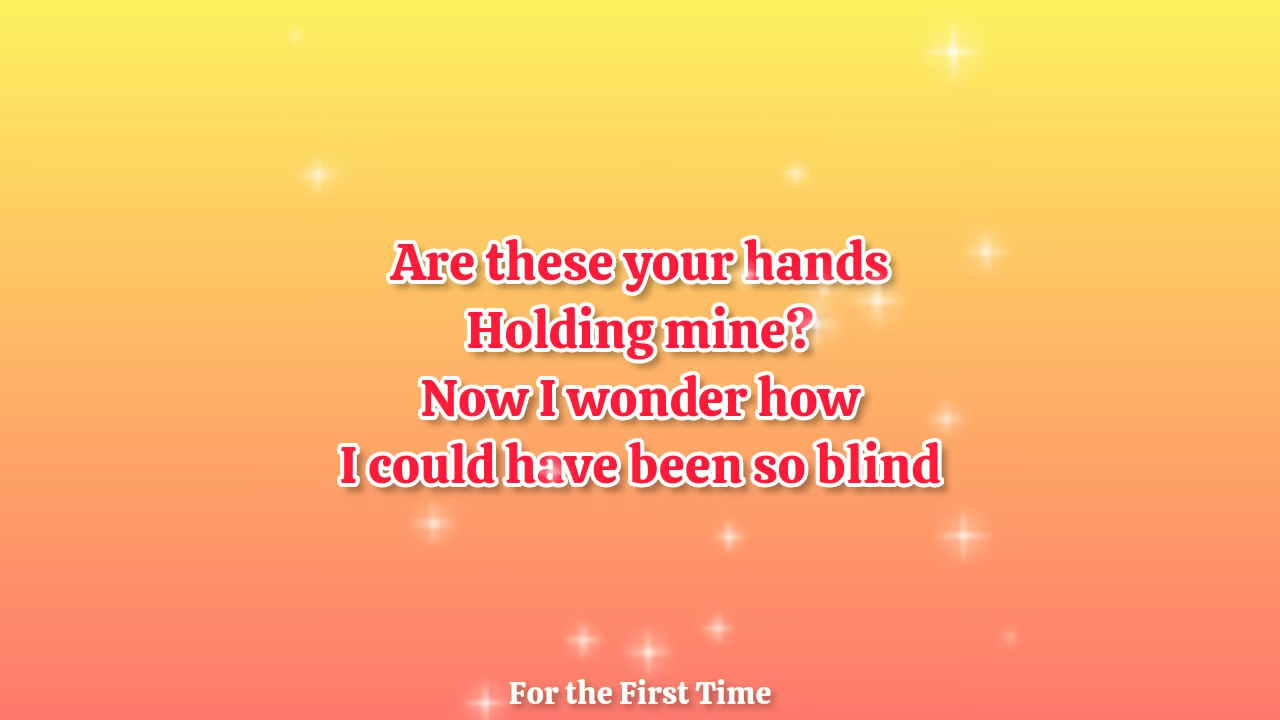 Are these your hands
Holding mine?
Now I wonder how
I could have been so blind
For the First Time